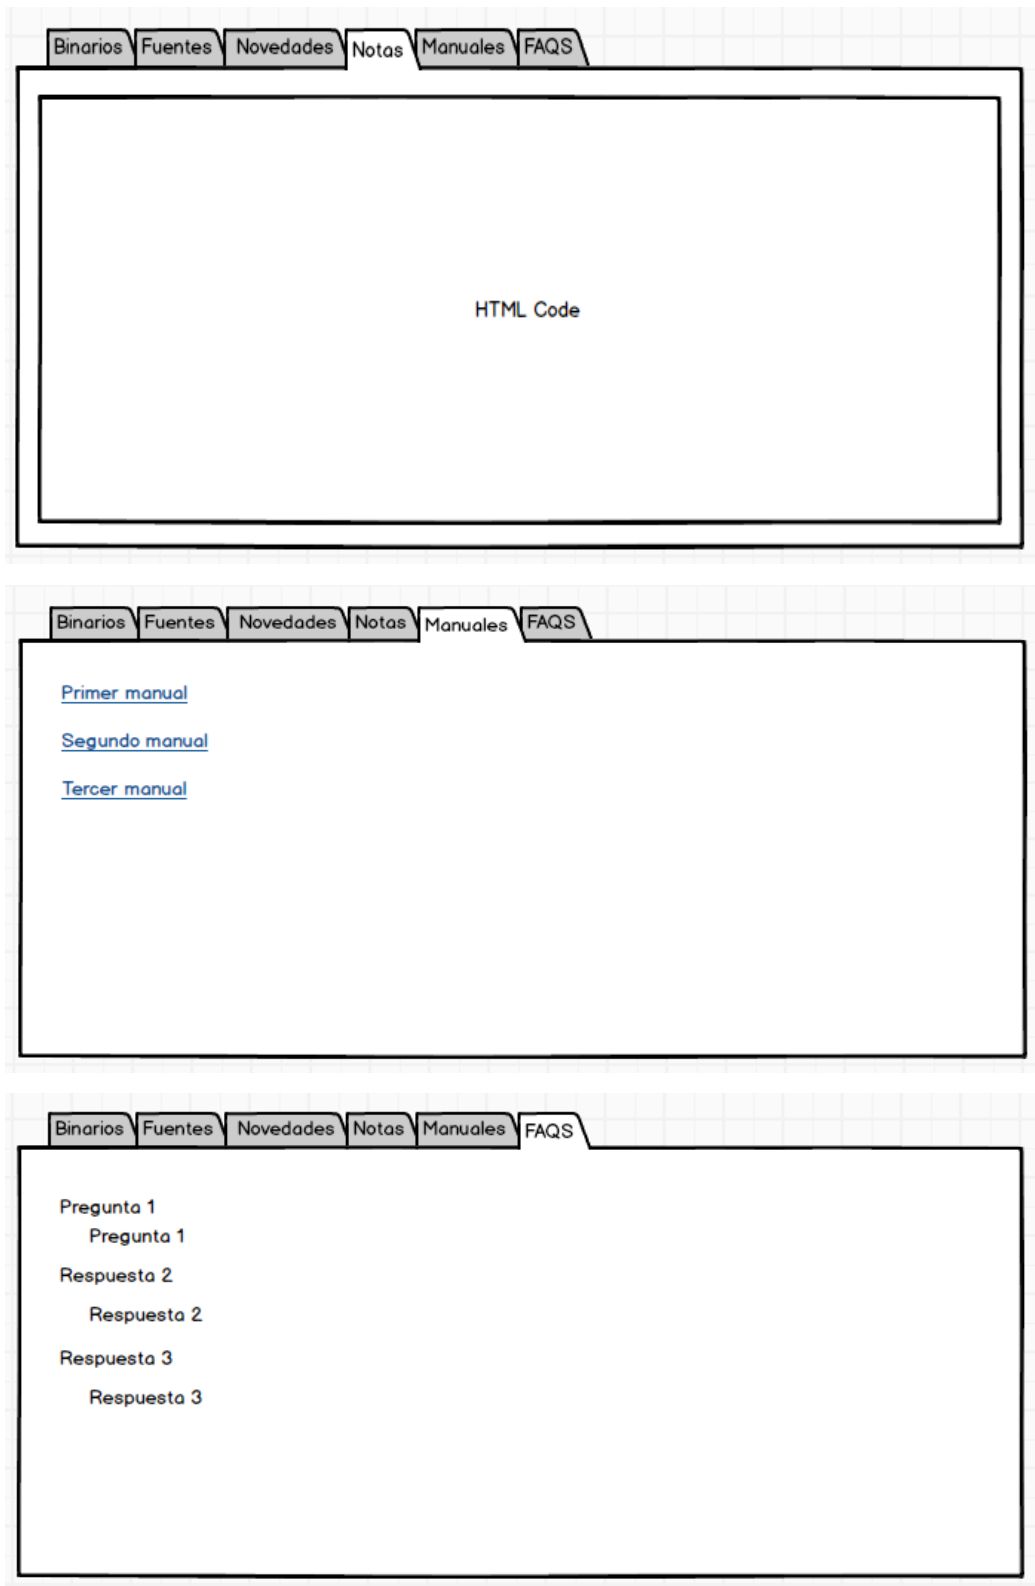 Binarios Fuentes Novedades Notas Manuales FAQS
HTML Code
Binarios Fuentes Novedades Notas Manuales FAQS
Primer manual
Segundo manual
Tercer manual
Binarios Fuentes Novedades Notas Manuales FAQS
Pregunta 1
Pregunta 1
Respuesta 2
Respuesta 2
Respuesta 3
Respuesta 3